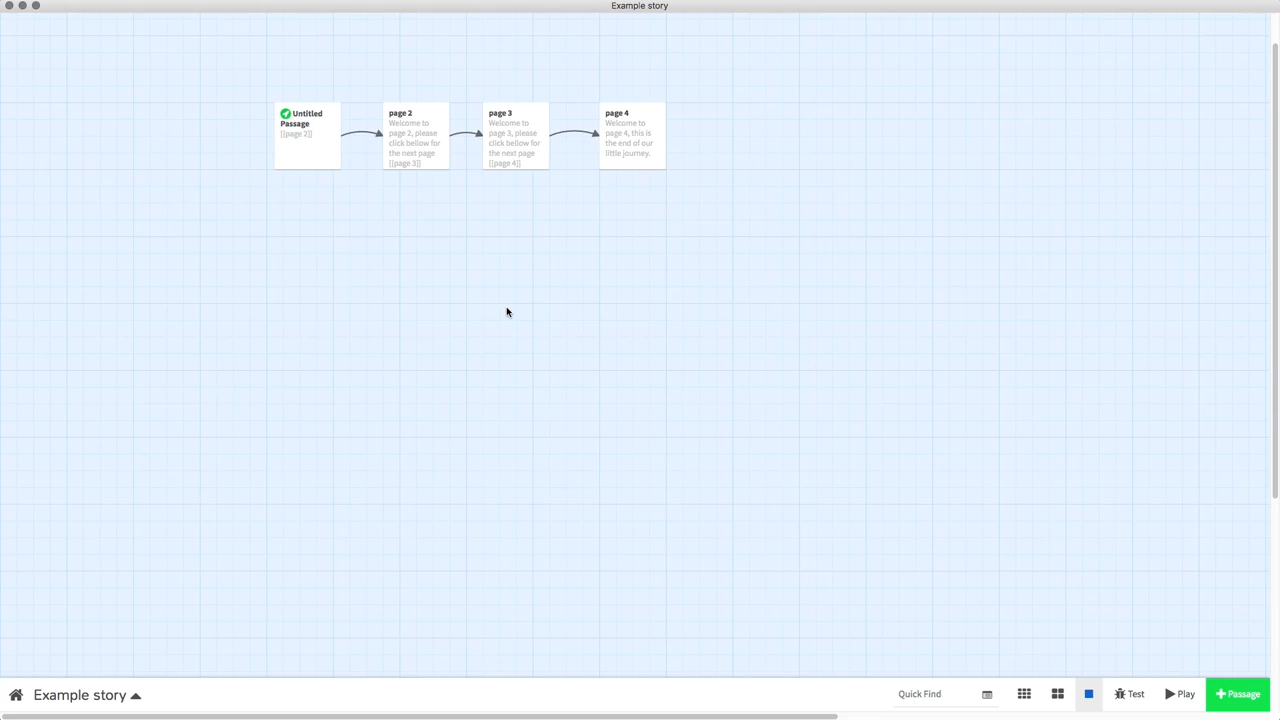 Example story
Untitled
Passage
[[page 2]]
page 2
Welcome to
page 2, please
click bellow for
the next page
[[page 3]]
page 3
Welcome to
page 3, please
click bellow for
the next page
[[page 4]]
page 4
Welcome to
page 4, this is
the end of our
little journey.
Example story
Quick Find
Test
Play
+Passage